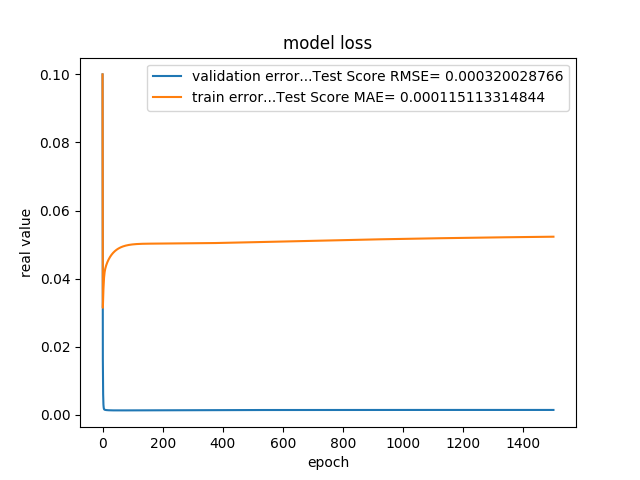 model loss
validation error...Test Score RMSE= 0.000320028766
train error...Test Score MAE= 0.000115113314844
real value
0.10
0.08
0.06
0.04
0.02
0.00
0 200 400 600 800 1000 1200 1400
epoch